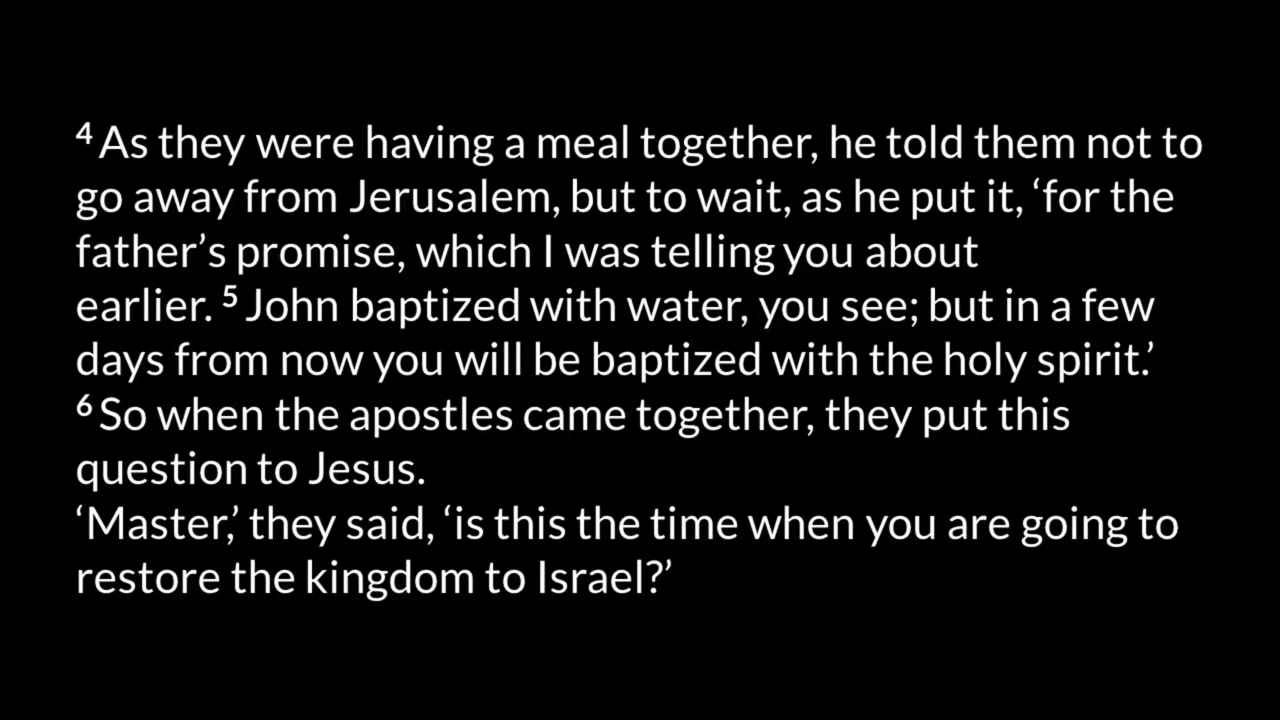 ⁴ As they were having a meal together, he told them not to
go away from Jerusalem, but to wait, as he put it, ‘for the
father’s promise, which I was telling you about
earlier. ⁵ John baptized with water, you see; but in a few
days from now you will be baptized with the holy spirit.’
⁶ So when the apostles came together, they put this
question to Jesus.
‘Master,’ they said, ‘is this the time when you are going to
restore the kingdom to Israel?’